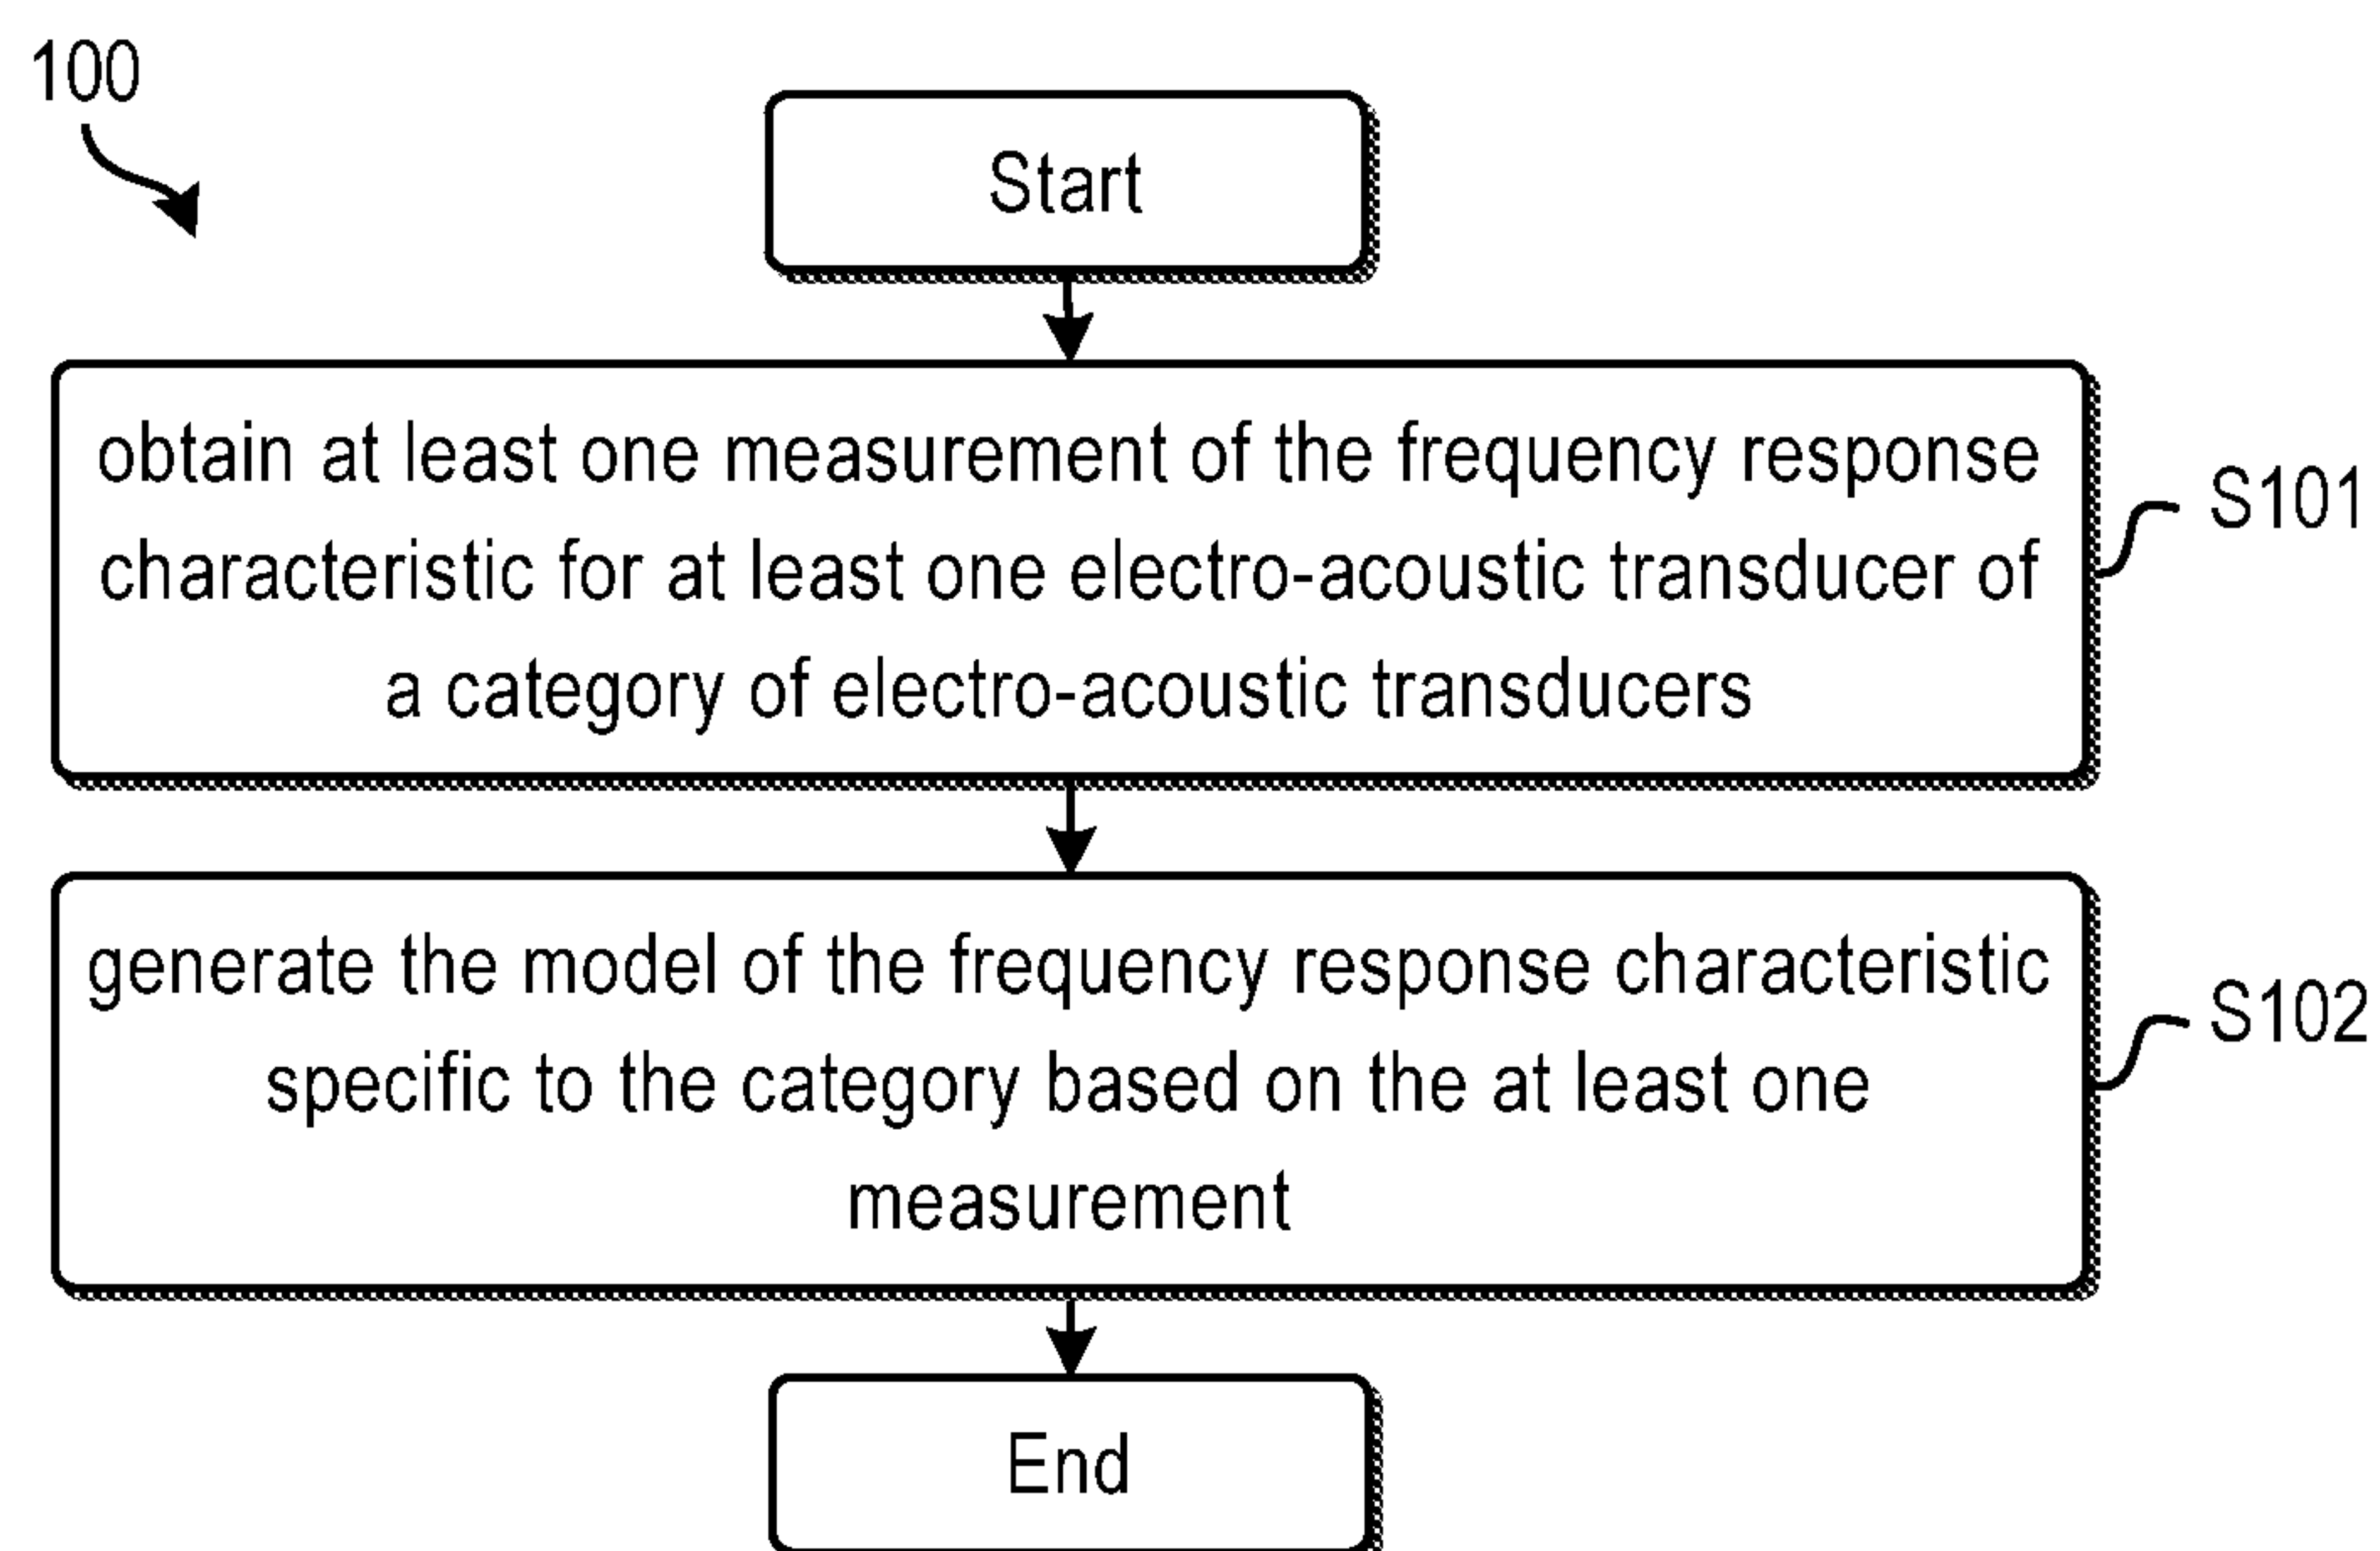 100
Start
obtain at least one measurement of the frequency response
characteristic for at least one electro-acoustic transducer of
a category of electro-acoustic transducers
S101
generate the model of the frequency response characteristic
specific to the category based on the at least one
measurement
S102
End